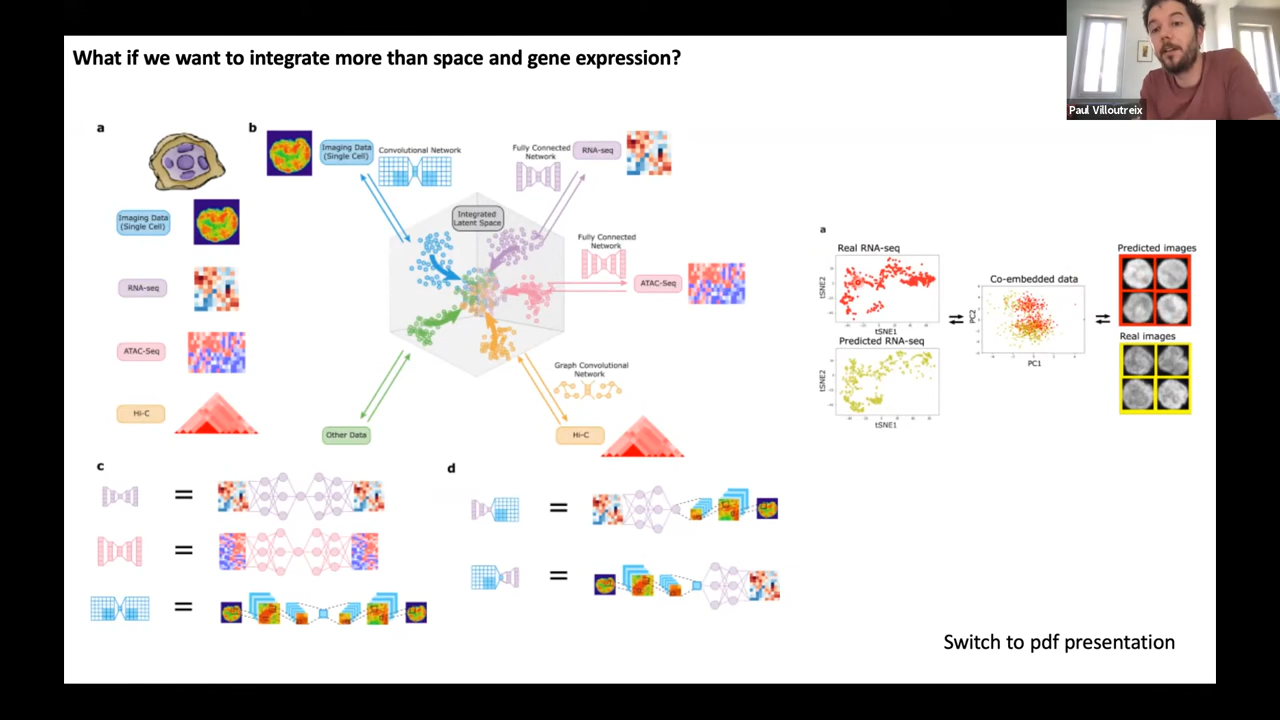 What if we want to integrate more than space and gene expression?
Paul Villoutreix
a
Imaging Data
(Single Cell)
RNA-seq
ATAC-Seq
Hi-C
b
Imaging Data
(Single Cell)
Convolutional Network
Fully Connected
Network
RNA-seq
Integrated
Latent Space
Fully Connected
Network
ATAC-Seq
Graph Convolutional
Network
Other Data
Hi-C
a
Real RNA-seq
tSNE2
tSNE1
Predicted RNA-seq
tSNE2
tSNE1
Co-embedded data
PC2
PC1
Predicted images
Real images
c
=
=
=
d
=
=
Switch to pdf presentation